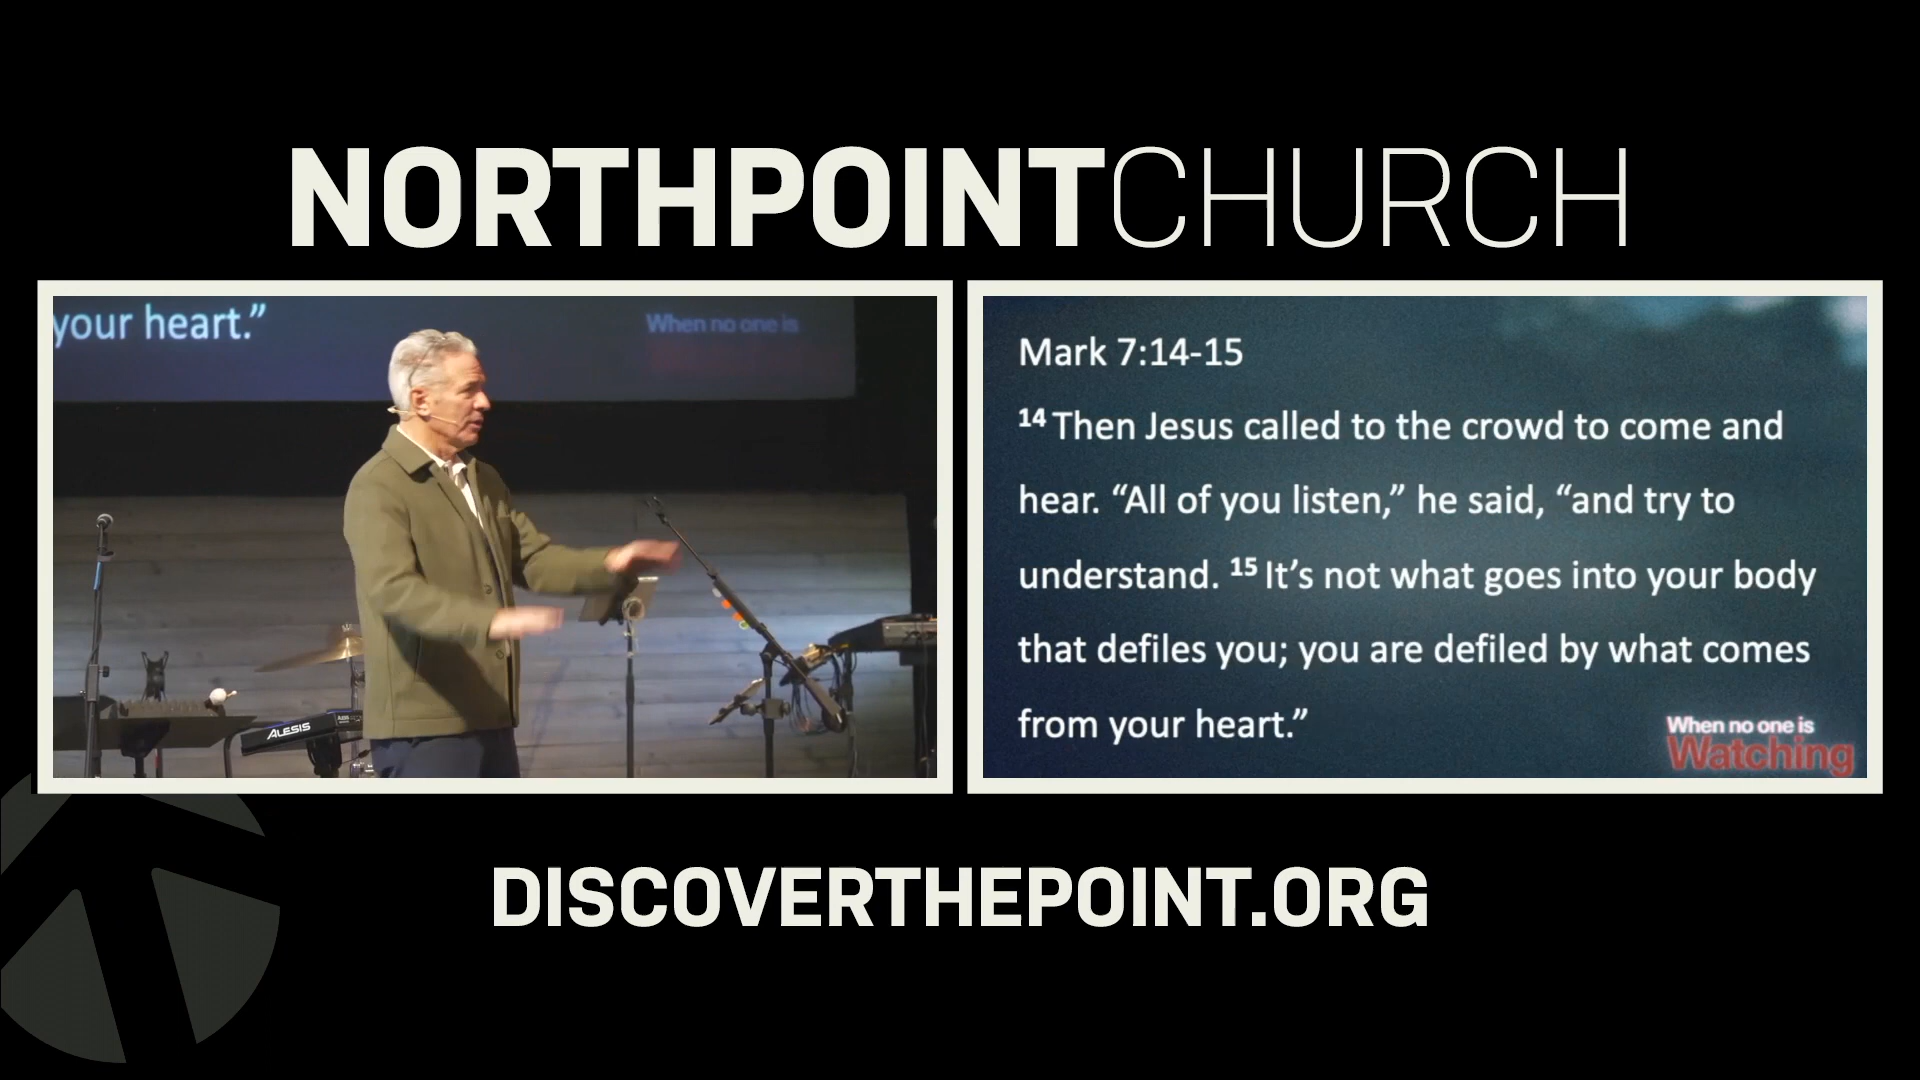 NORTHPOINTCHURCH
your heart.”
When no one is
ALESIS
ALESIS
Mark 7:14-15
14 Then Jesus called to the crowd to come and
hear. “All of you listen,” he said, “and try to
understand. 15 It’s not what goes into your body
that defiles you; you are defiled by what comes
from your heart.”
When no one is
Watching
DISCOVERTHEPOINT.ORG